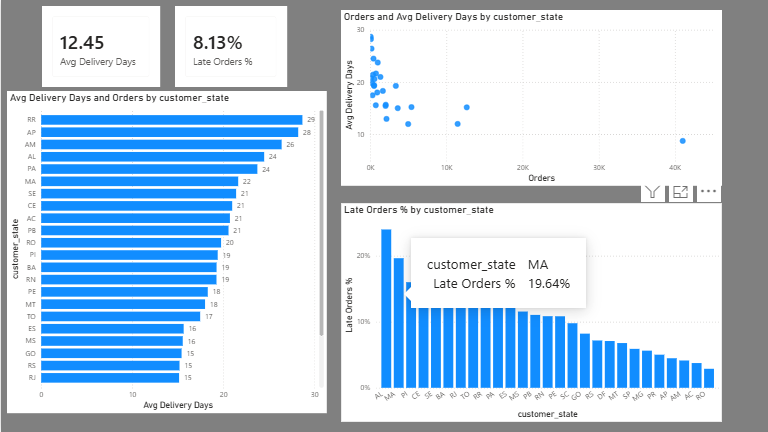 12.45
Avg Delivery Days
8.13%
Late Orders %
Avg Delivery Days and Orders by customer_state
customer_state
RR 29
AP 28
AM 26
AL 24
PA 24
MA 22
SE 21
CE 21
AC 21
PB 21
RO 20
PI 19
BA 19
RN 19
PE 18
MT 18
TO 17
ES 16
MS 16
GO 15
RS 15
RJ 15
0 10 20 30
Avg Delivery Days
Orders and Avg Delivery Days by customer_state
Avg Delivery Days
30
20
10
0K 10K 20K 30K 40K
Orders
Late Orders % by customer_state
Late Orders %
20%
10%
0%
customer_state MA
Late Orders % 19.64%
AL MA PI CE SE BA RJ TO RR PA ES MS PB RN PE SC GO RS DF MT SP MG PR AP AM AC RO
customer_state